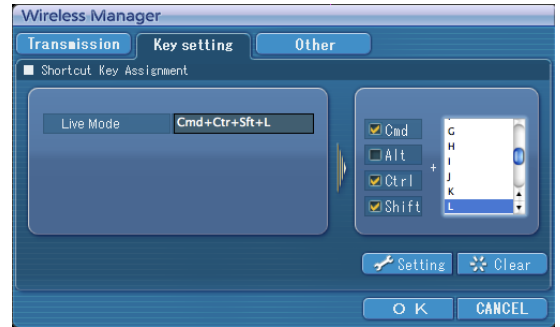 Wireless Manager
Transmission Key setting Other
Shortcut Key Assignment
Live Mode Cmd+Ctr+Sft+L
Cmd
Alt
Ctrl
Shift
+
G
H
I
J
K
L
Setting Clear
OK CANCEL